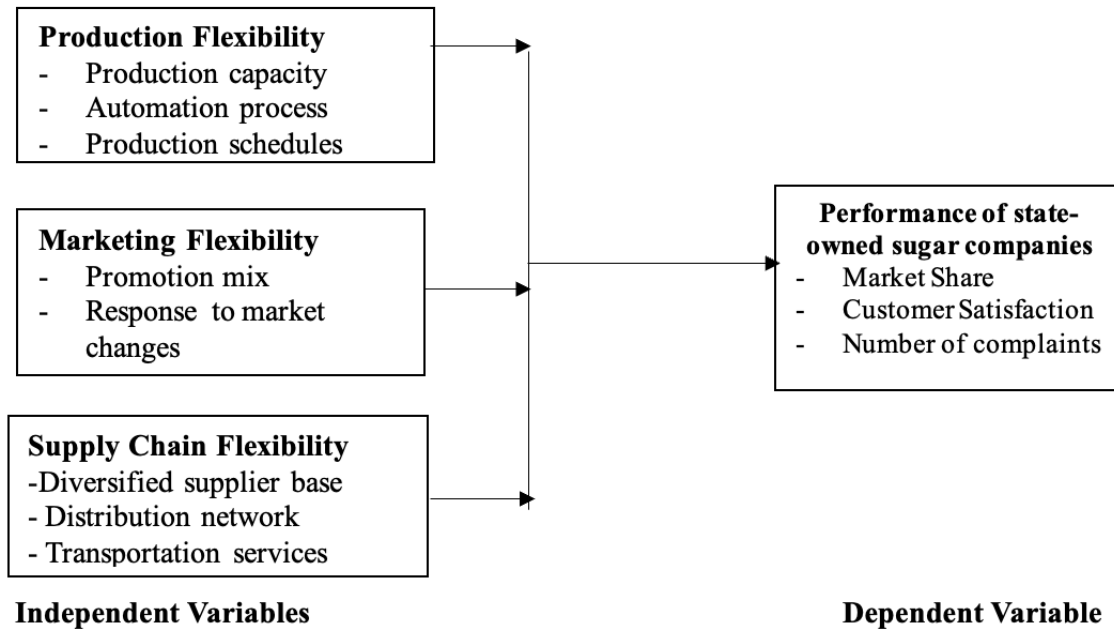 Production Flexibility
- Production capacity
- Automation process
- Production schedules
Marketing Flexibility
- Promotion mix
- Response to market
changes
Supply Chain Flexibility
-Diversified supplier base
- Distribution network
- Transportation services
Independent Variables
Performance of state-
owned sugar companies
- Market Share
- Customer Satisfaction
- Number of complaints
Dependent Variable